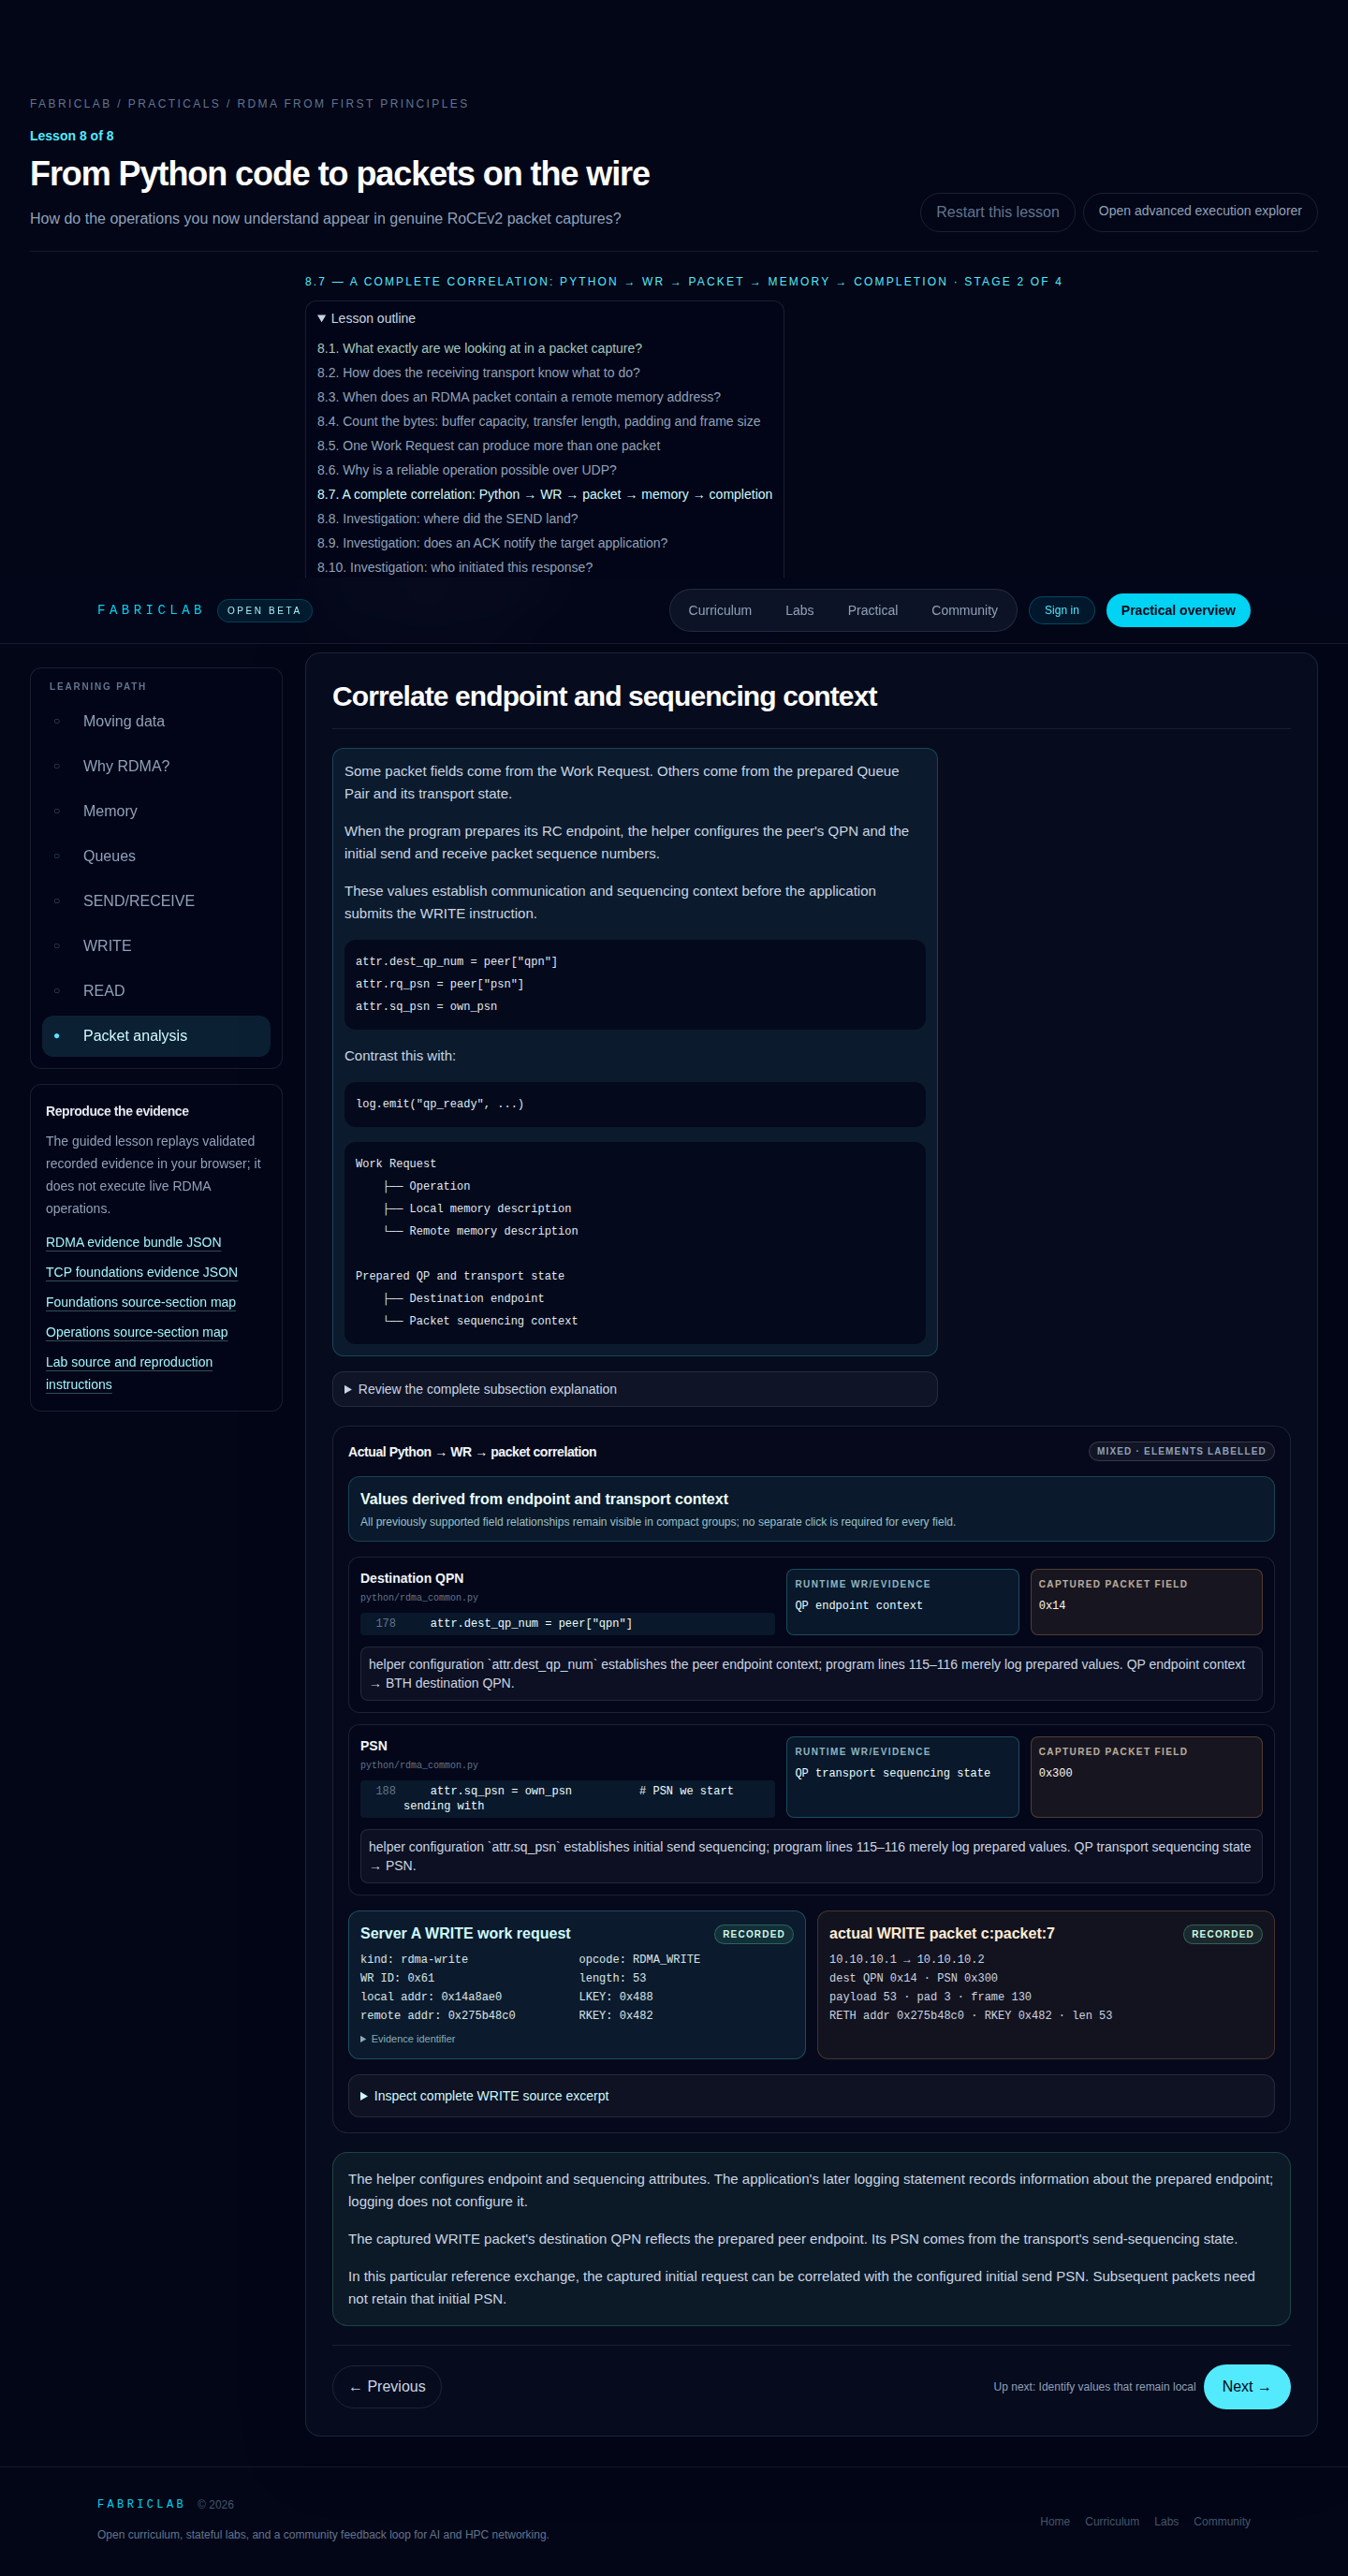 FABRICLAB / PRACTICALS / RDMA FROM FIRST PRINCIPLES
Lesson 8 of 8
From Python code to packets on the wire
How do the operations you now understand appear in genuine RoCEv2 packet captures?
Restart this lesson
Open advanced execution explorer
8.7 — A COMPLETE CORRELATION: PYTHON → WR → PACKET → MEMORY → COMPLETION · STAGE 2 OF 4
▼ Lesson outline
8.1. What exactly are we looking at in a packet capture?
8.2. How does the receiving transport know what to do?
8.3. When does an RDMA packet contain a remote memory address?
8.4. Count the bytes: buffer capacity, transfer length, padding and frame size
8.5. One Work Request can produce more than one packet
8.6. Why is a reliable operation possible over UDP?
8.7. A complete correlation: Python → WR → packet → memory → completion
8.8. Investigation: where did the SEND land?
8.9. Investigation: does an ACK notify the target application?
8.10. Investigation: who initiated this response?
FABRICLAB
OPEN BETA
Curriculum
Labs
Practical
Community
Sign in
Practical overview
LEARNING PATH
○ Moving data
○ Why RDMA?
○ Memory
○ Queues
○ SEND/RECEIVE
○ WRITE
○ READ
● Packet analysis
Reproduce the evidence
The guided lesson replays validated
recorded evidence in your browser; it
does not execute live RDMA
operations.
RDMA evidence bundle JSON
TCP foundations evidence JSON
Foundations source-section map
Operations source-section map
Lab source and reproduction
instructions
Correlate endpoint and sequencing context
Some packet fields come from the Work Request. Others come from the prepared Queue
Pair and its transport state.
When the program prepares its RC endpoint, the helper configures the peer's QPN and the
initial send and receive packet sequence numbers.
These values establish communication and sequencing context before the application
submits the WRITE instruction.
attr.dest_qp_num = peer["qpn"]
attr.rq_psn = peer["psn"]
attr.sq_psn = own_psn
Contrast this with:
log.emit("qp_ready", ...)
Work Request
├── Operation
├── Local memory description
└── Remote memory description
Prepared QP and transport state
├── Destination endpoint
└── Packet sequencing context
▶ Review the complete subsection explanation
Actual Python → WR → packet correlation
MIXED · ELEMENTS LABELLED
Values derived from endpoint and transport context
All previously supported field relationships remain visible in compact groups; no separate click is required for every field.
Destination QPN
python/rdma_common.py
178 attr.dest_qp_num = peer["qpn"]
RUNTIME WR/EVIDENCE
QP endpoint context
CAPTURED PACKET FIELD
0x14
helper configuration `attr.dest_qp_num` establishes the peer endpoint context; program lines 115–116 merely log prepared values. QP endpoint context
→ BTH destination QPN.
PSN
python/rdma_common.py
188 attr.sq_psn = own_psn # PSN we start
sending with
RUNTIME WR/EVIDENCE
QP transport sequencing state
CAPTURED PACKET FIELD
0x300
helper configuration `attr.sq_psn` establishes initial send sequencing; program lines 115–116 merely log prepared values. QP transport sequencing state
→ PSN.
Server A WRITE work request
RECORDED
kind: rdma-write opcode: RDMA_WRITE
WR ID: 0x61 length: 53
local addr: 0x14a8ae0 LKEY: 0x488
remote addr: 0x275b48c0 RKEY: 0x482
▶ Evidence identifier
actual WRITE packet c:packet:7
RECORDED
10.10.10.1 → 10.10.10.2
dest QPN 0x14 · PSN 0x300
payload 53 · pad 3 · frame 130
RETH addr 0x275b48c0 · RKEY 0x482 · len 53
▶ Inspect complete WRITE source excerpt
The helper configures endpoint and sequencing attributes. The application's later logging statement records information about the prepared endpoint;
logging does not configure it.
The captured WRITE packet's destination QPN reflects the prepared peer endpoint. Its PSN comes from the transport's send-sequencing state.
In this particular reference exchange, the captured initial request can be correlated with the configured initial send PSN. Subsequent packets need
not retain that initial PSN.
← Previous
Up next: Identify values that remain local
Next →
FABRICLAB © 2026
Open curriculum, stateful labs, and a community feedback loop for AI and HPC networking.
Home
Curriculum
Labs
Community